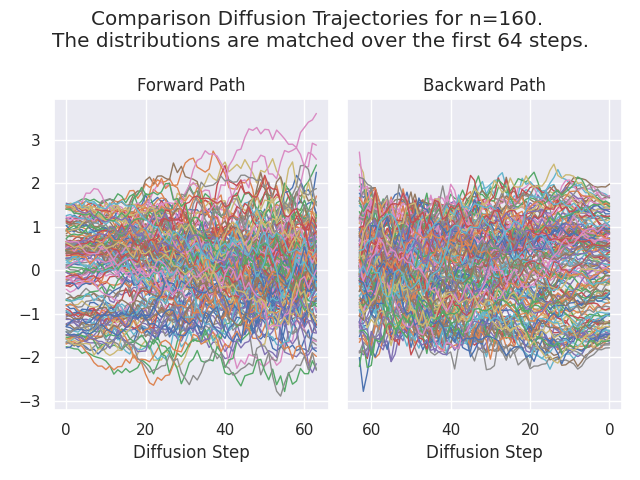 Comparison Diffusion Trajectories for n=160.
The distributions are matched over the first 64 steps.
Forward Path
Backward Path
3
2
1
0
−1
−2
−3
0
20
40
60
60
40
20
0
Diffusion Step
Diffusion Step